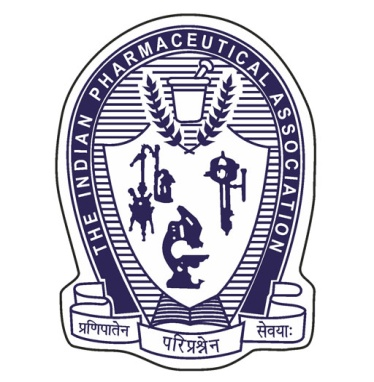 THE INDIAN PHARMACEUTICAL ASSOCIATION
प्रणिपातेन परिप्रश्नेन सेवयाः